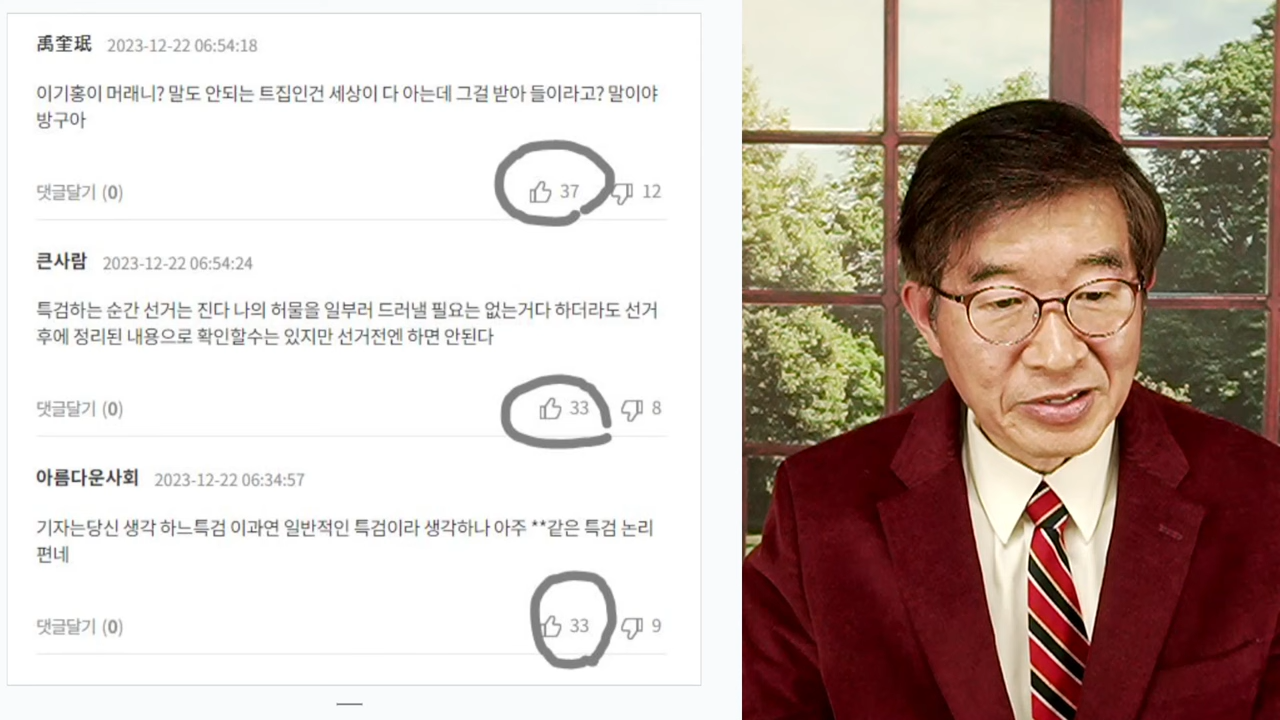 禹奎珉 2023-12-22 06:54:18
이기홍이 머래니? 말도 안되는 트집인건 세상이 다 아는데 그걸 받아 들이라고? 말이야
방구아
댓글달기 (0) 37 12
큰사람 2023-12-22 06:54:24
특검하는 순간 선거는 진다 나의 허물을 일부러 드러낼 필요는 없는거다 하더라도 선거
후에 정리된 내용으로 확인할수는 있지만 선거전엔 하면 안된다
댓글달기 (0) 33 8
아름다운사회 2023-12-22 06:34:57
기자는당신 생각 하느특검 이과연 일반적인 특검이라 생각하나 아주 **같은 특검 논리
편네
댓글달기 (0) 33 9